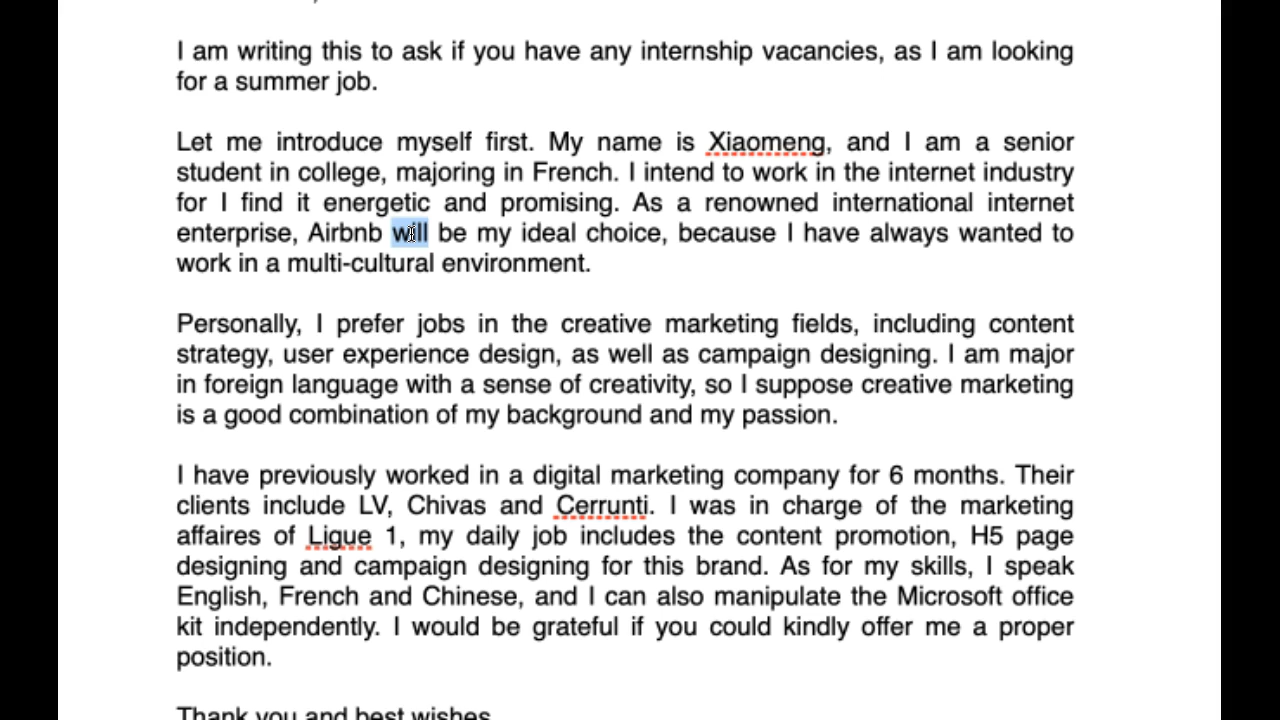 I am writing this to ask if you have any internship vacancies, as I am looking
for a summer job.
Let me introduce myself first. My name is Xiaomeng, and I am a senior
student in college, majoring in French. I intend to work in the internet industry
for I find it energetic and promising. As a renowned international internet
enterprise, Airbnb will be my ideal choice, because I have always wanted to
work in a multi-cultural environment.
Personally, I prefer jobs in the creative marketing fields, including content
strategy, user experience design, as well as campaign designing. I am major
in foreign language with a sense of creativity, so I suppose creative marketing
is a good combination of my background and my passion.
I have previously worked in a digital marketing company for 6 months. Their
clients include LV, Chivas and Cerrunti. I was in charge of the marketing
affaires of Ligue 1, my daily job includes the content promotion, H5 page
designing and campaign designing for this brand. As for my skills, I speak
English, French and Chinese, and I can also manipulate the Microsoft office
kit independently. I would be grateful if you could kindly offer me a proper
position.
Thank you and best wishes